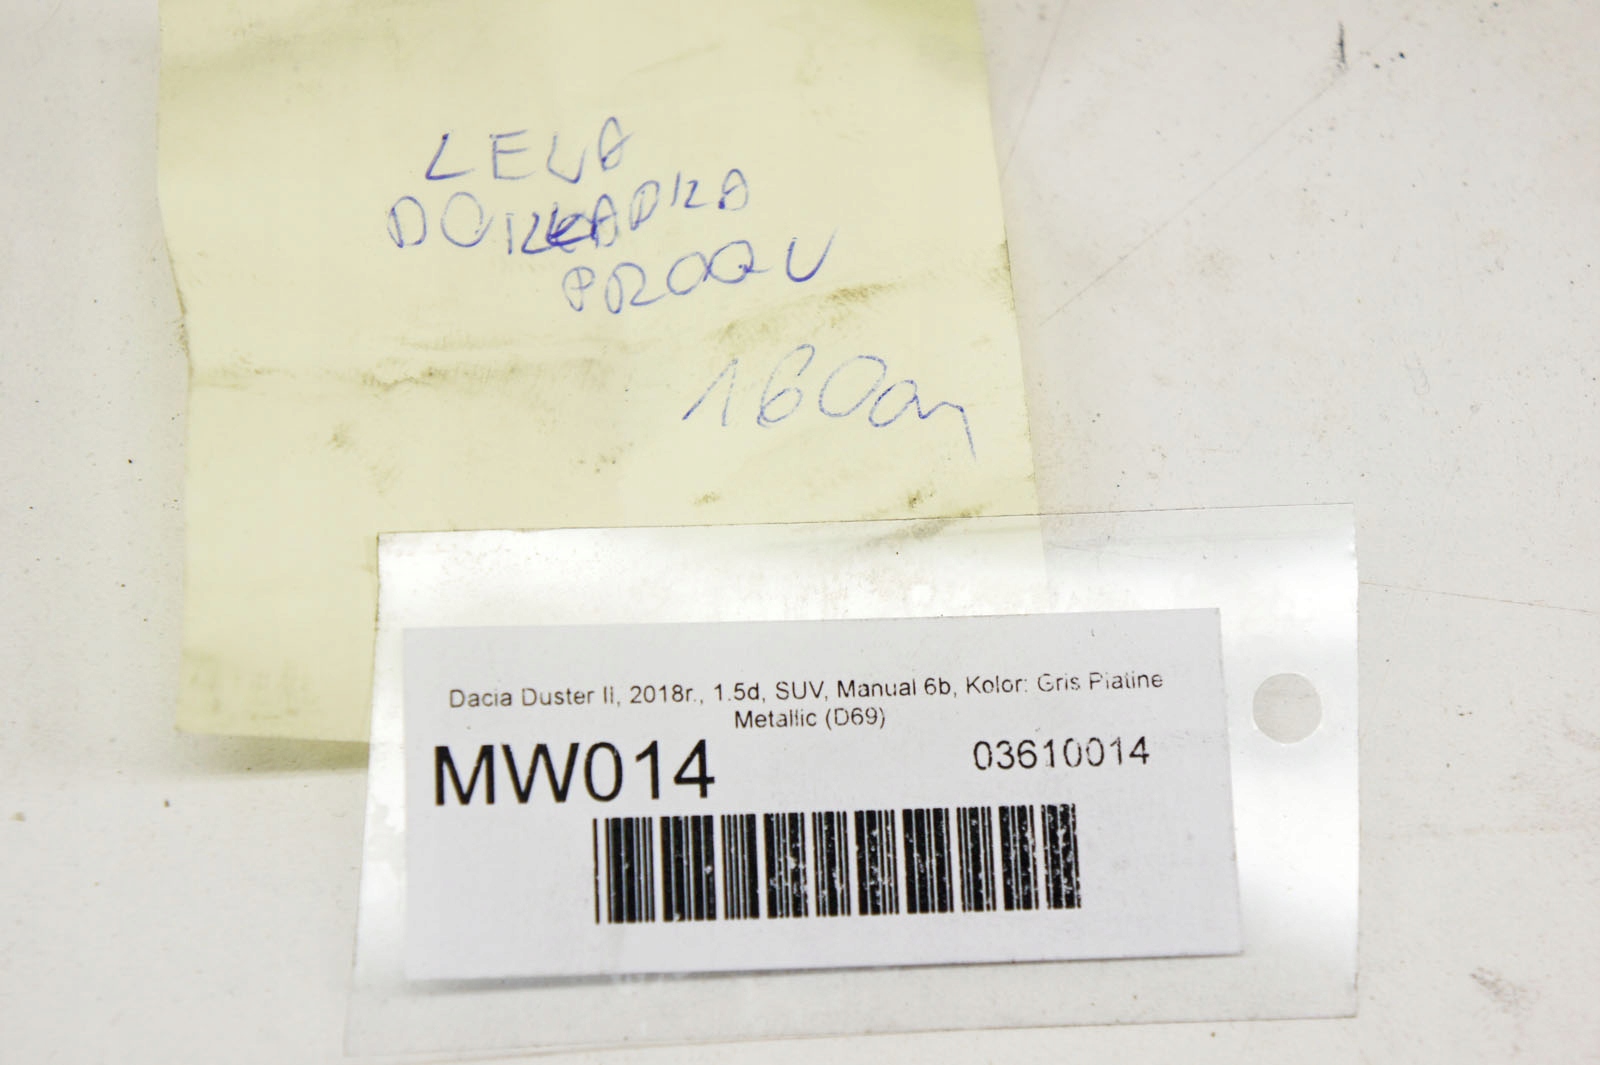 LEWA
DOKŁADKA
PROGU
160cm
Dacia Duster II, 2018r., 1.5d, SUV, Manual 6b, Kolor: Gris Platine
Metallic (D69)
MW014
03610014